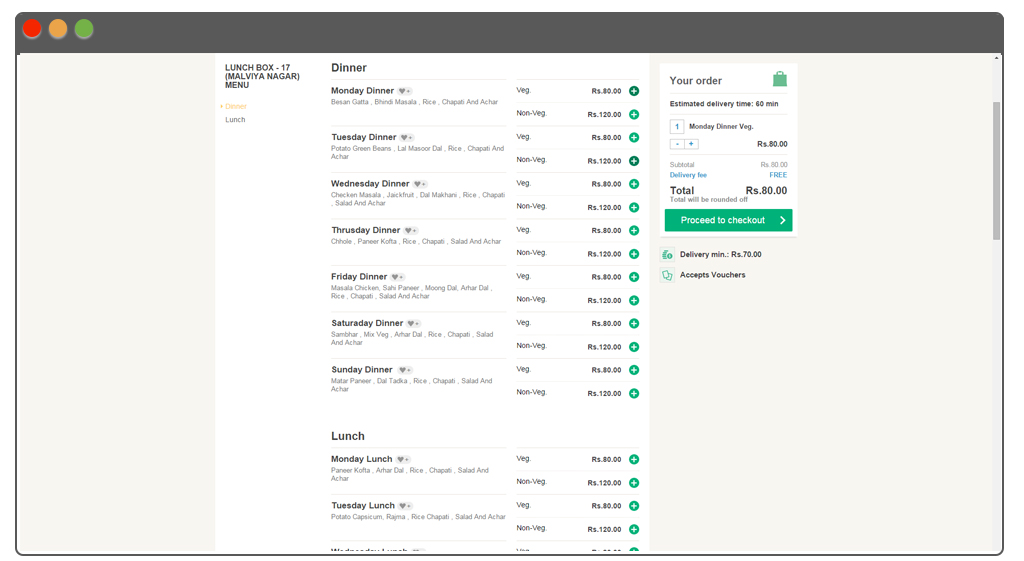 LUNCH BOX - 17
(MALVIYA NAGAR)
MENU
Dinner
Lunch
Dinner
Monday Dinner
Besan Gatta , Bhindi Masala , Rice , Chapati And Achar
Veg. Rs.80.00
Non-Veg. Rs.120.00
Tuesday Dinner
Potato Green Beans , Lal Masoor Dal , Rice , Chapati And
Achar
Veg. Rs.80.00
Non-Veg. Rs.120.00
Wednesday Dinner
Checken Masala , Jaickfruit , Dal Makhani , Rice , Chapati
, Salad And Achar
Veg. Rs.80.00
Non-Veg. Rs.120.00
Thrusday Dinner
Chhole , Paneer Kofta , Rice , Chapati , Salad And Achar
Veg. Rs.80.00
Non-Veg. Rs.120.00
Friday Dinner
Masala Chicken, Sahi Paneer , Moong Dal, Arhar Dal ,
Rice , Chapati , Salad And Achar
Veg. Rs.80.00
Non-Veg. Rs.120.00
Saturaday Dinner
Sambhar , Mix Veg , Arhar Dal , Rice , Chapati , Salad
And Achar
Veg. Rs.80.00
Non-Veg. Rs.120.00
Sunday Dinner
Matar Paneer , Dal Tadka , Rice , Chapati , Salad And
Achar
Veg. Rs.80.00
Non-Veg. Rs.120.00
Lunch
Monday Lunch
Paneer Kofta , Arhar Dal , Rice , Chapati , Salad And
Achar
Veg. Rs.80.00
Non-Veg. Rs.120.00
Tuesday Lunch
Potato Capsicum, Rajma , Rice Chapati , Salad And Achar
Veg. Rs.80.00
Non-Veg. Rs.120.00
Wednesday Lunch
Your order
Estimated delivery time: 60 min
1 Monday Dinner Veg.
- + Rs.80.00
Subtotal Rs.80.00
Delivery fee FREE
Total Rs.80.00
Total will be rounded off
Proceed to checkout
Delivery min.: Rs.70.00
Accepts Vouchers